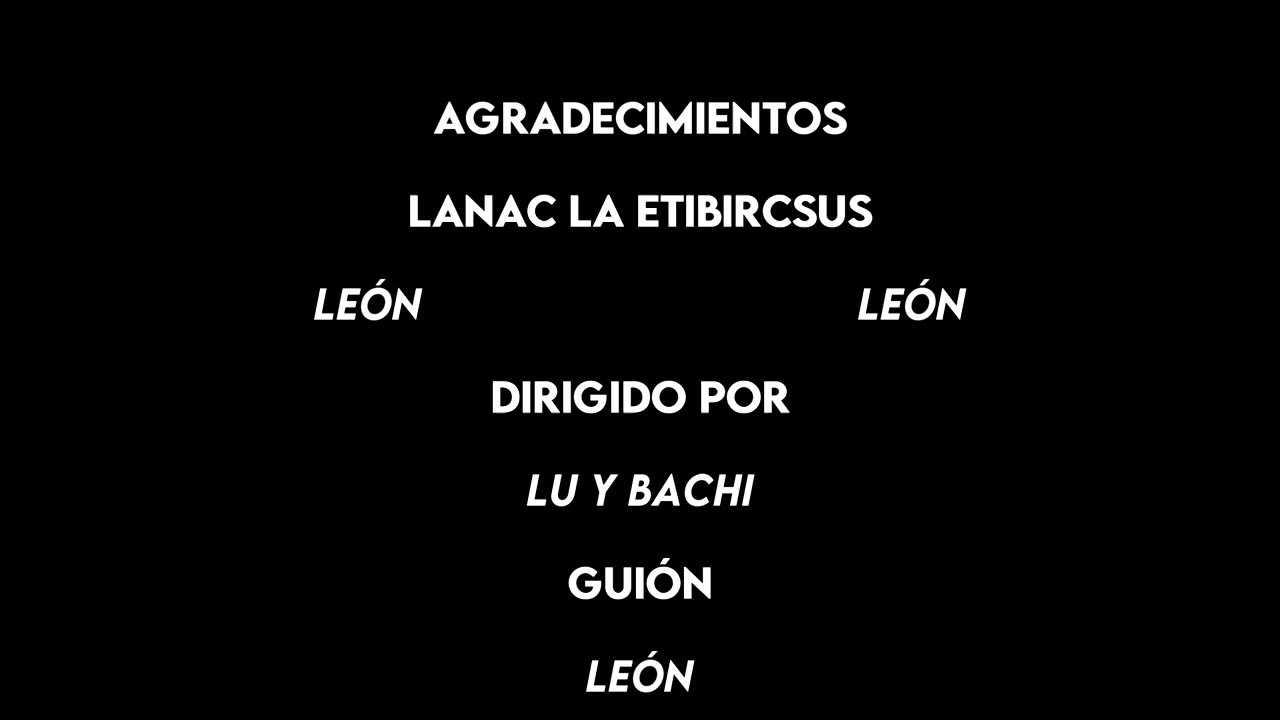 AGRADECIMIENTOS
LANAC LA ETIBIRCSUS
LEÓN LEÓN
DIRIGIDO POR
LU Y BACHI
GUIÓN
LEÓN